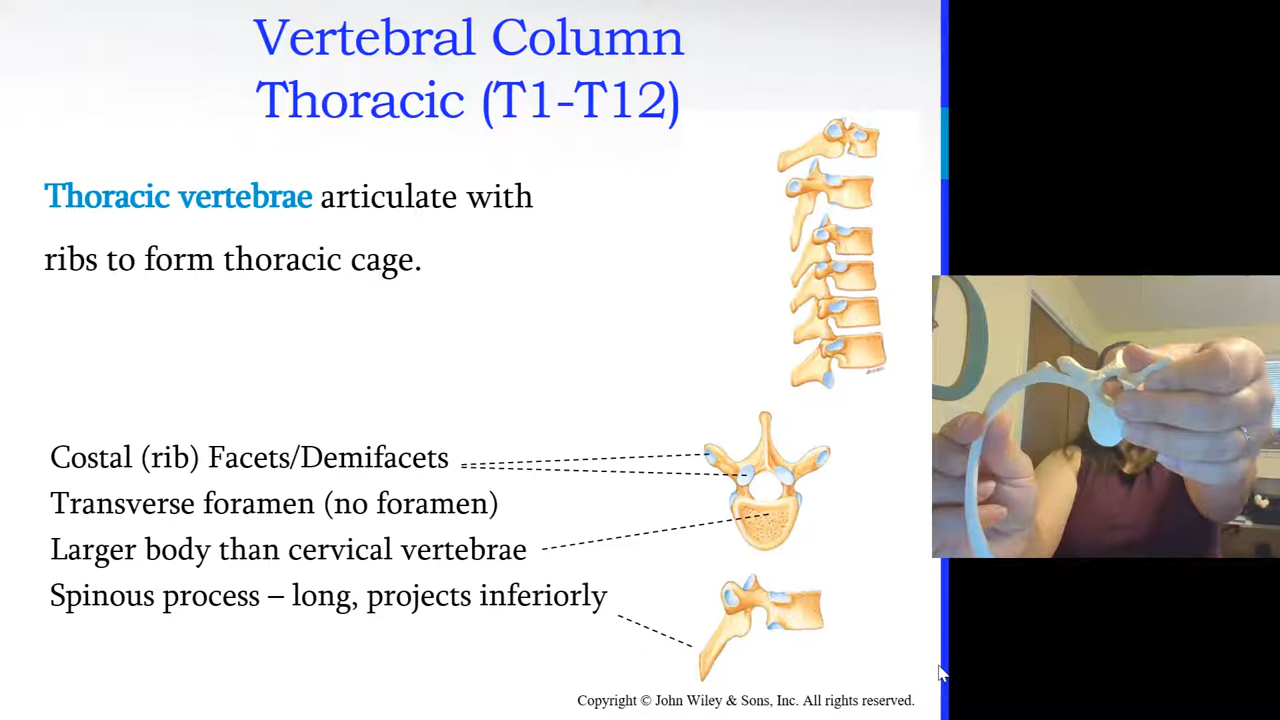 Vertebral Column
Thoracic (T1-T12)
Thoracic vertebrae articulate with
ribs to form thoracic cage.
Costal (rib) Facets/Demifacets
Transverse foramen (no foramen)
Larger body than cervical vertebrae
Spinous process – long, projects inferiorly
Copyright © John Wiley & Sons, Inc. All rights reserved.